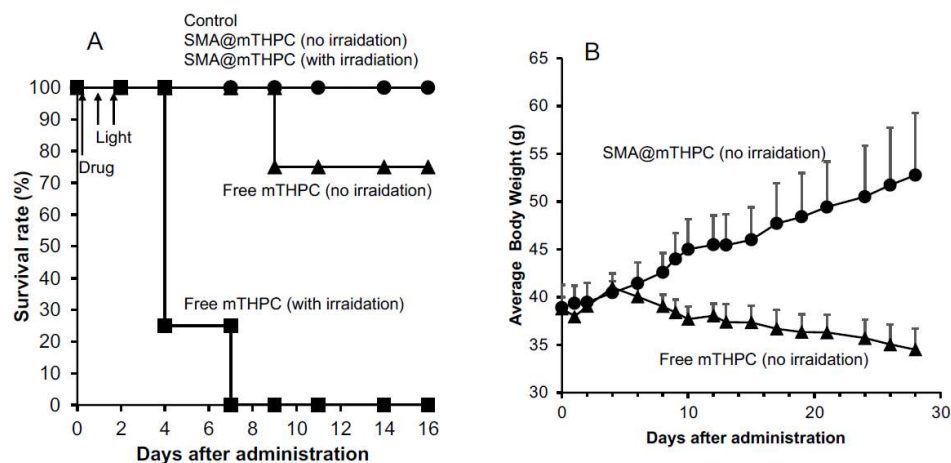 A
Control
SMA@mTHPC (no irraidation)
SMA@mTHPC (with irradiation)
Survival rate (%)
100
90
80
70
60
50
40
30
20
10
0
Drug
Light
Free mTHPC (no irraidation)
Free mTHPC (with irraidation)
0 2 4 6 8 10 12 14 16
Days after administration
B
Average Body Weight (g)
65
60
55
50
45
40
35
30
SMA@mTHPC (no irraidation)
Free mTHPC (no irraidation)
0 10 20 30
Days after administration